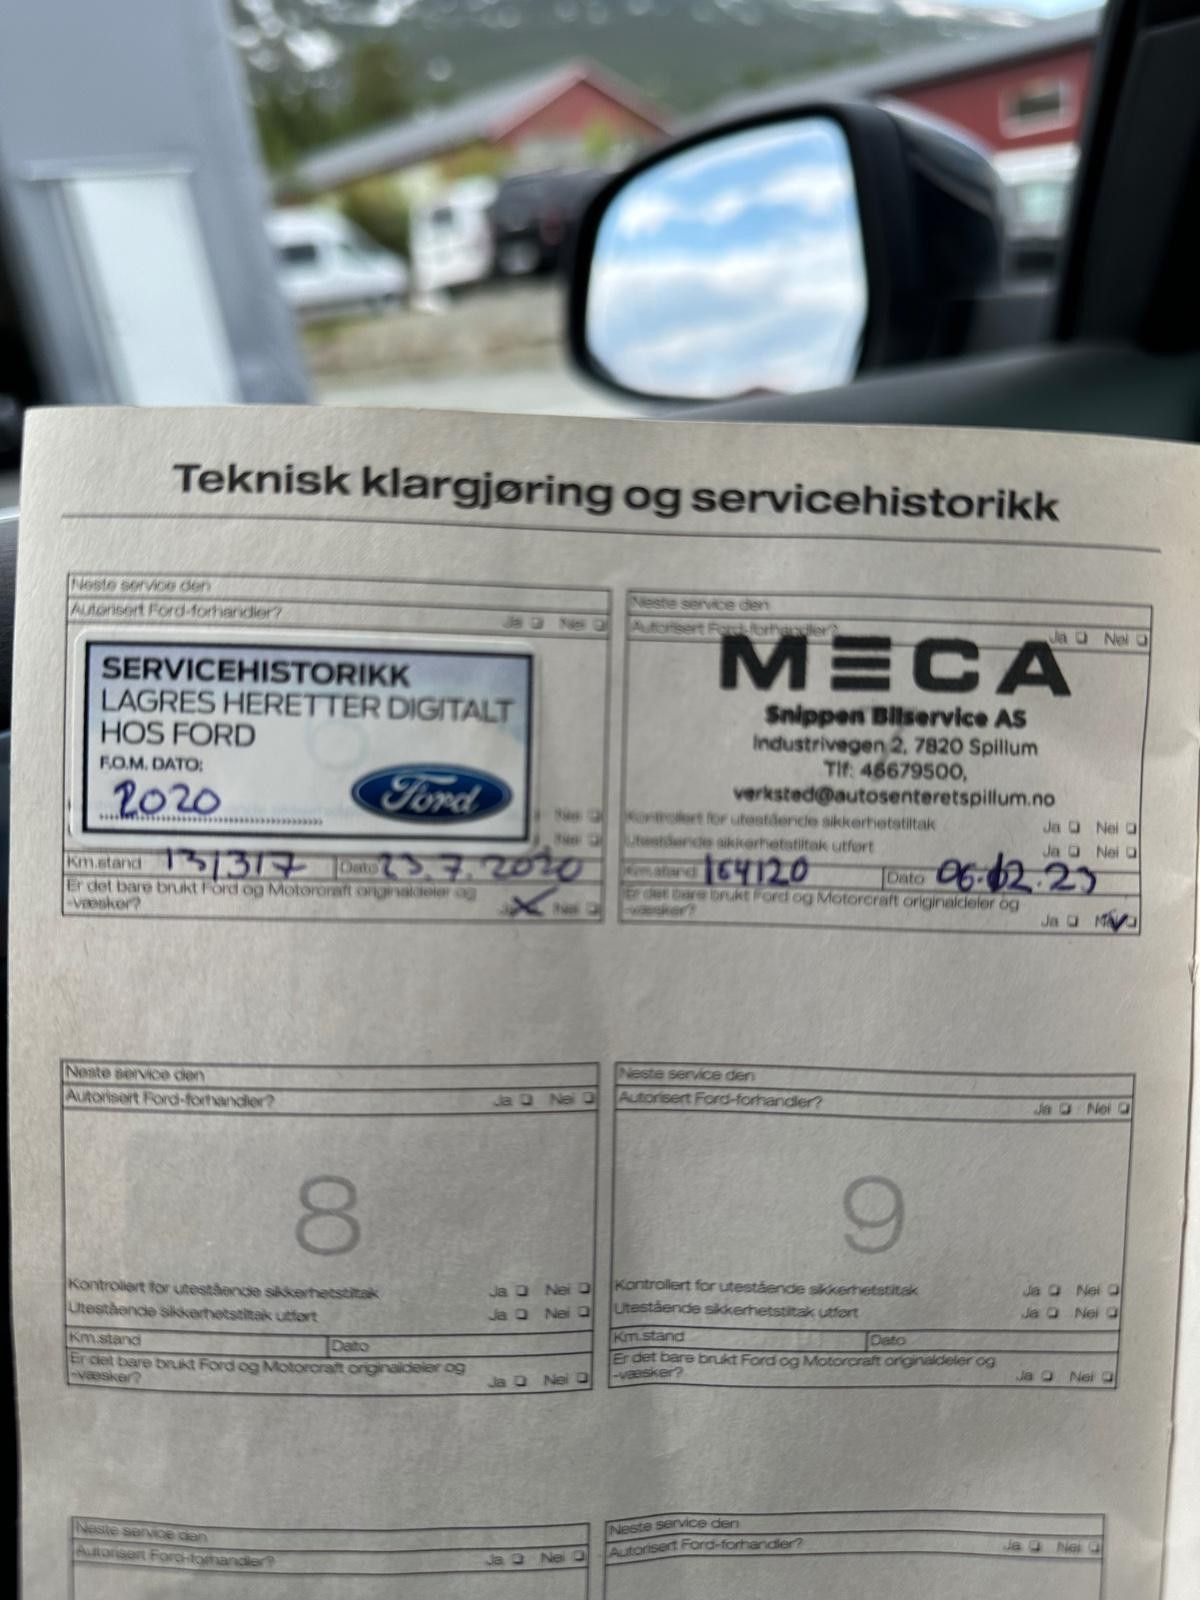 Teknisk klargjøring og servicehistorikk
Neste service den
Autorisert Ford-forhandler?
Ja ❏ Nei ❏
SERVICEHISTORIKK
LAGRES HERETTER DIGITALT
HOS FORD
F.O.M. DATO:
2020
Ford
Nei ❏
Nei ❏
Km.stand 131317 Dato 23.7.2020
Er det bare brukt Ford og Motorcraft originaldeler og
-væsker?
Nei ❏
Neste service den
Autorisert Ford-forhandler?
Ja ❏ Nei ❏
MECA
Snippen Bilservice AS
Industrivegen 2, 7820 Spillum
Tlf: 46679500,
verksted@autosenteretspillum.no
Kontrollert for utestående sikkerhetstiltak
Ja ❏ Nei ❏
Utestående sikkerhetstiltak utført
Ja ❏ Nei ❏
Km.stand 164120 Dato 06.02.23
Er det bare brukt Ford og Motorcraft originaldeler og
-væsker?
Ja ❏ Nei
Neste service den
Autorisert Ford-forhandler? Ja ❏ Nei ❏
8
Kontrollert for utestående sikkerhetstiltak Ja ❏ Nei ❏
Utestående sikkerhetstiltak utført Ja ❏ Nei ❏
Km.stand Dato
Er det bare brukt Ford og Motorcraft originaldeler og
-væsker? Ja ❏ Nei ❏
Neste service den
Autorisert Ford-forhandler? Ja ❏ Nei ❏
9
Kontrollert for utestående sikkerhetstiltak Ja ❏ Nei ❏
Utestående sikkerhetstiltak utført Ja ❏ Nei ❏
Km.stand Dato
Er det bare brukt Ford og Motorcraft originaldeler og
-væsker? Ja ❏ Nei ❏
Neste service den
Autorisert Ford-forhandler? Ja ❏ Nei ❏
Neste service den
Autorisert Ford-forhandler? Ja ❏ Nei ❏